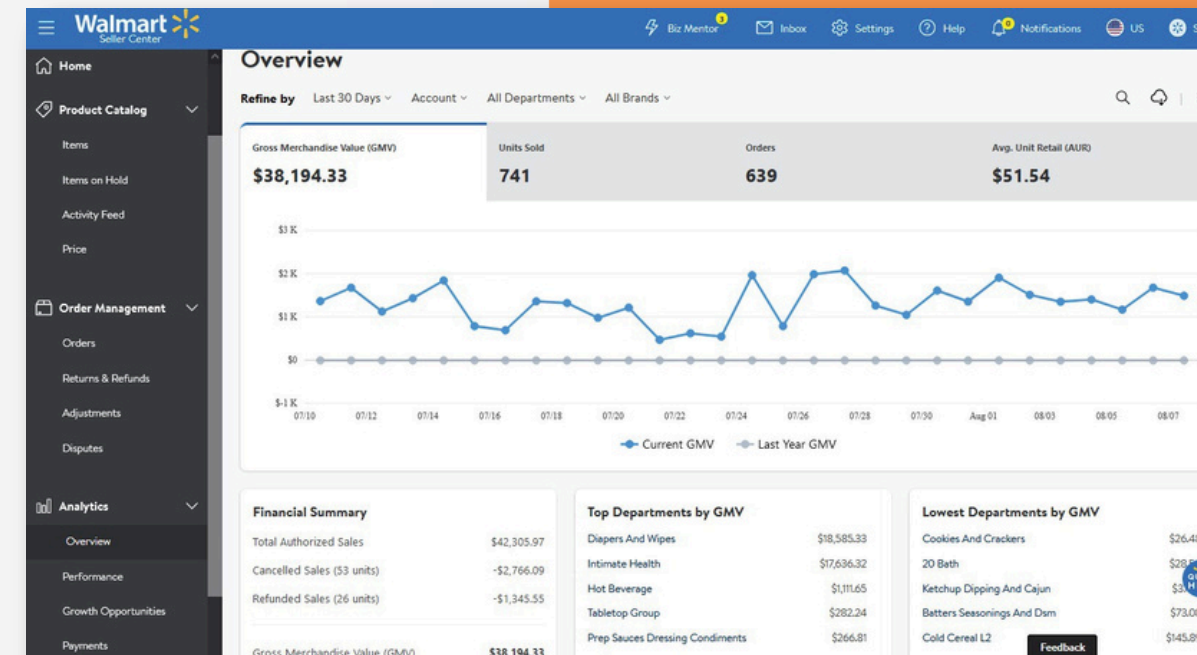 Walmart
Seller Center
Biz Mentor
3
Inbox
Settings
Help
0
Notifications
US
Home
Product Catalog
Items
Items on Hold
Activity Feed
Price
Order Management
Orders
Returns & Refunds
Adjustments
Disputes
Analytics
Overview
Performance
Growth Opportunities
Payments
Overview
Refine by Last 30 Days Account All Departments All Brands
Gross Merchandise Value (GMV) Units Sold Orders Avg. Unit Retail (AUR)
$38,194.33 741 639 $51.54
$3 K
$2 K
$1 K
$0
$-1 K
07/10 07/12 07/14 07/16 07/18 07/20 07/22 07/24 07/26 07/28 07/30 Aug 01 08/03 08/05 08/07
Current GMV Last Year GMV
Financial Summary
Total Authorized Sales $42,305.97
Cancelled Sales (53 units) -$2,766.09
Refunded Sales (26 units) -$1,345.55
Gross Merchandise Value (GMV) $38,194.33
Top Departments by GMV
Diapers And Wipes $18,585.33
Intimate Health $17,636.32
Hot Beverage $1,111.65
Tabletop Group $282.24
Prep Sauces Dressing Condiments $266.81
Lowest Departments by GMV
Cookies And Crackers
20 Bath
Ketchup Dipping And Cajun
Batters Seasonings And Dsm
Cold Cereal L2
Feedback